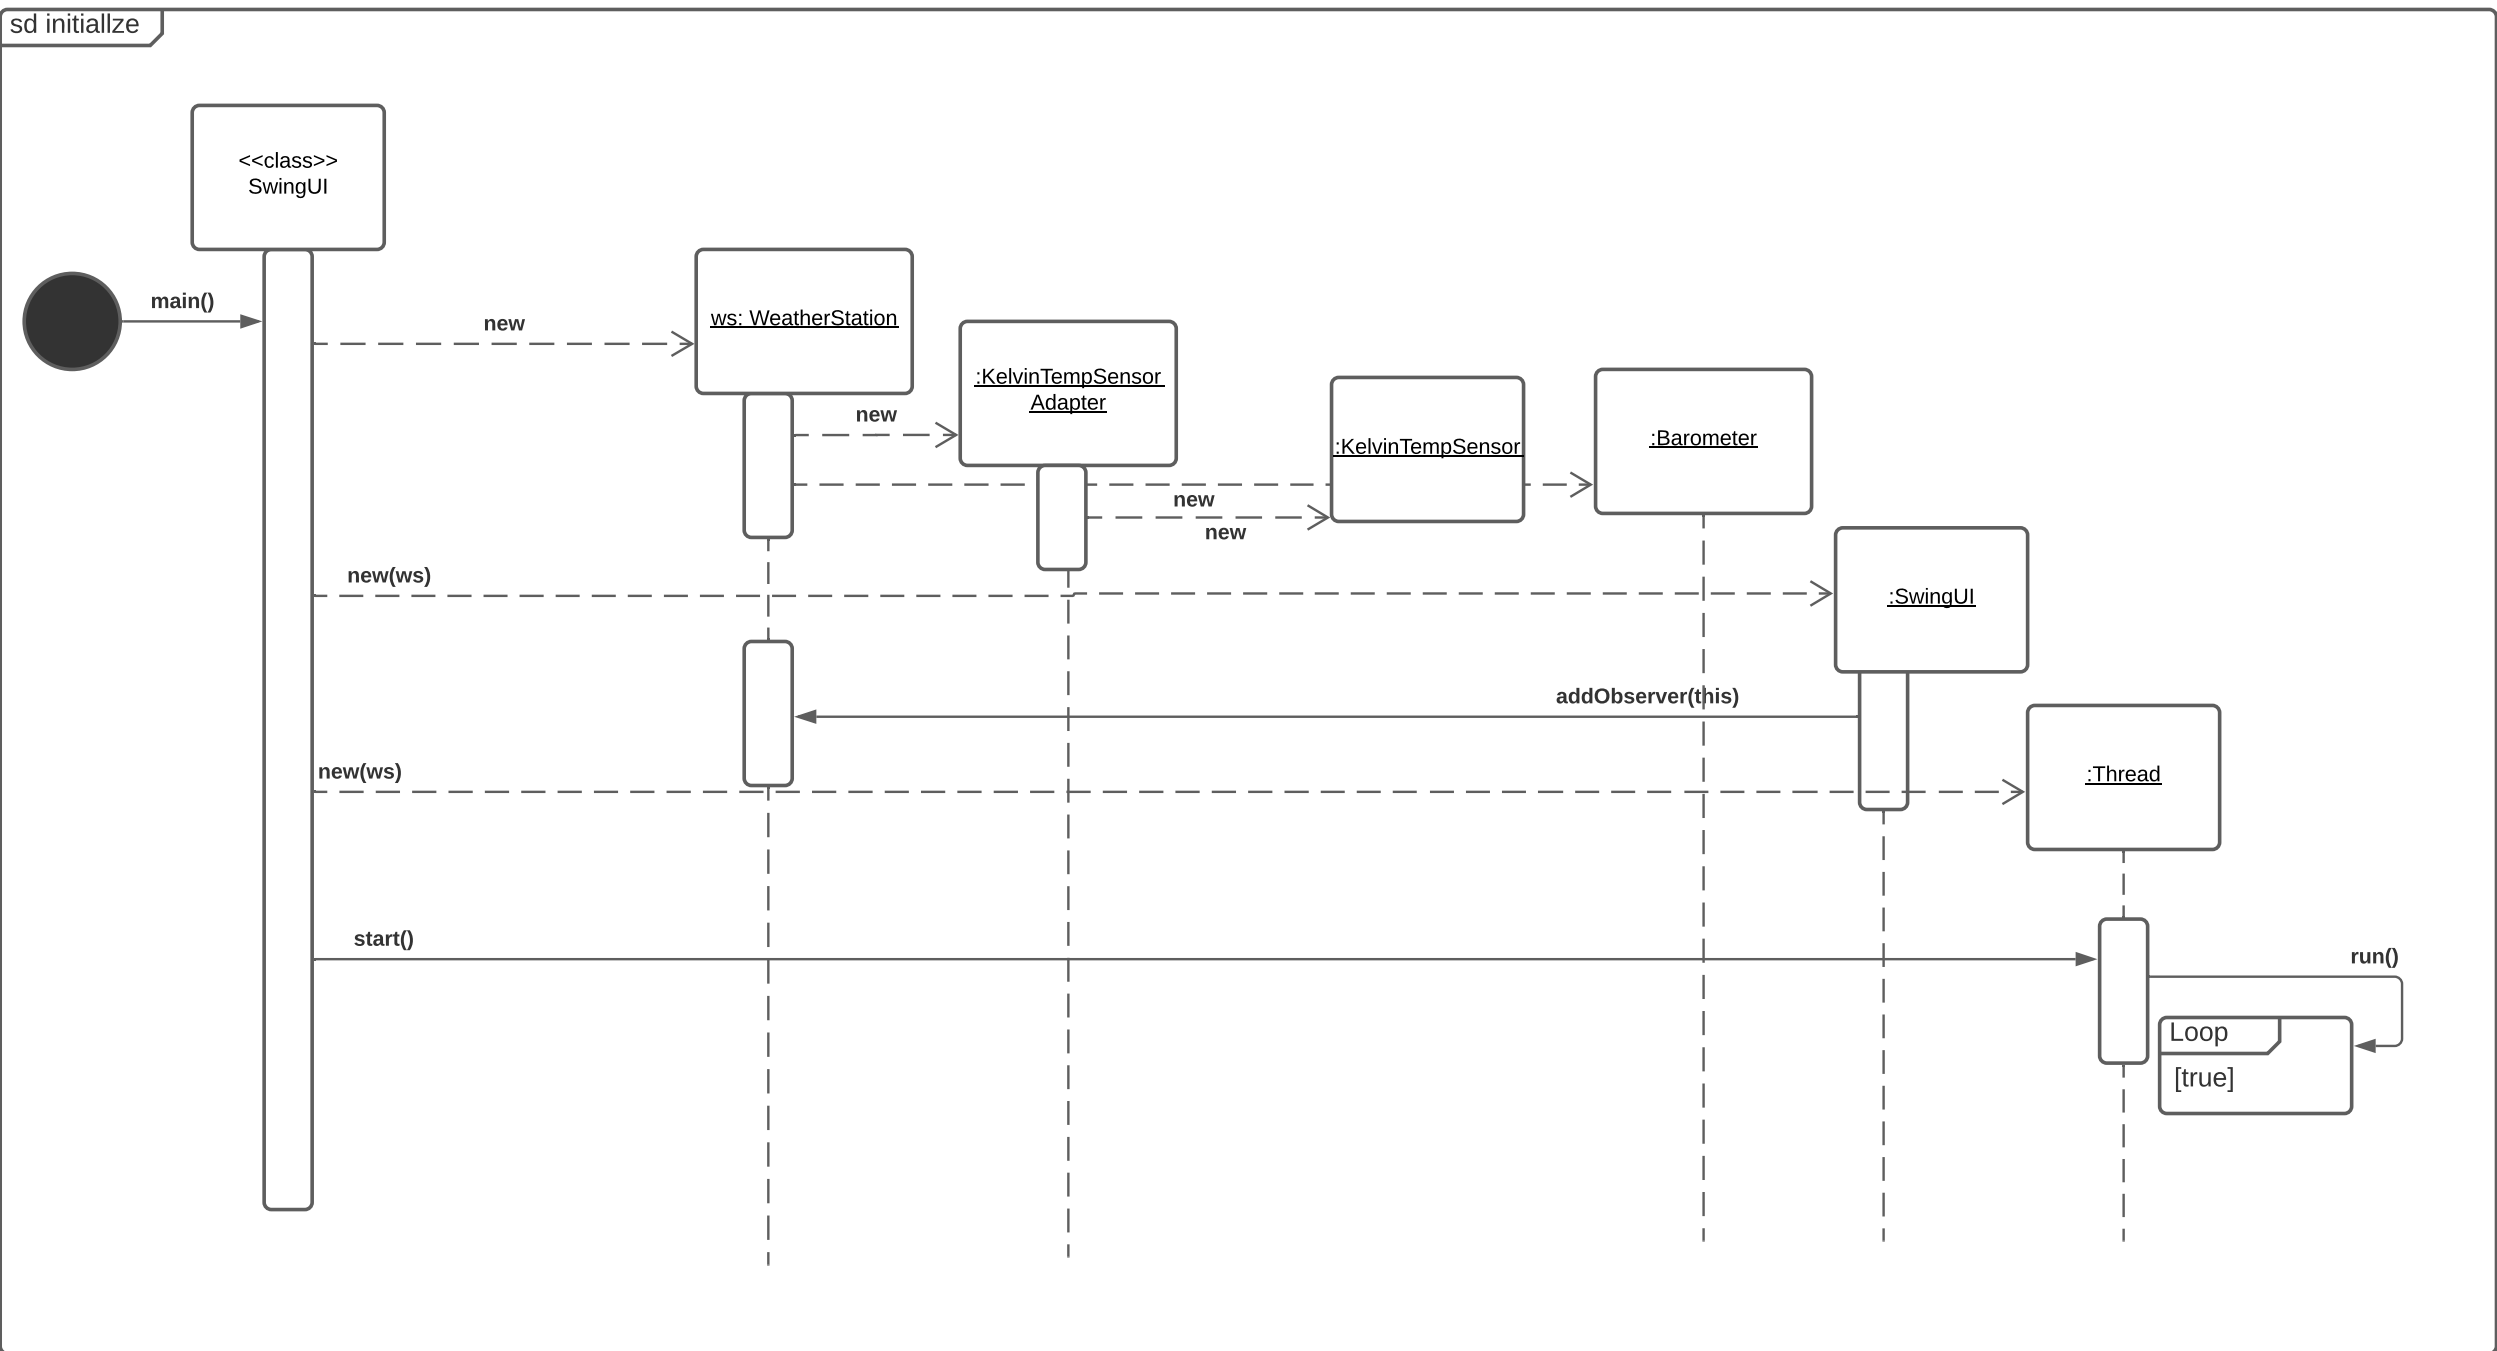 sd initiallze
<<class>>
SwingUI
main()
new
ws: WeatherStation
new
:KelvinTempSensor
Adapter
:KelvinTempSensor
:Barometer
new
new
new(ws)
:SwingUI
addObserver(this)
new(ws)
:Thread
start()
run()
Loop
[true]